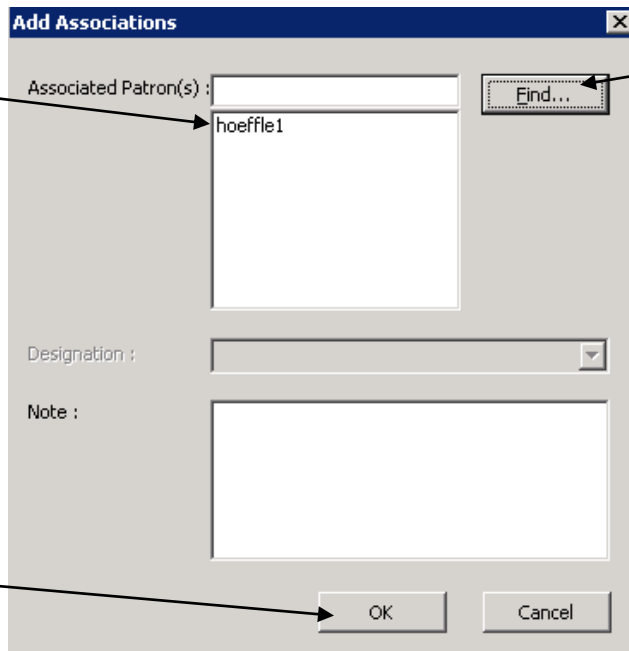 Add Associations
Associated Patron(s) :
Find...
hoeffle1
Designation :
Note :
OK
Cancel